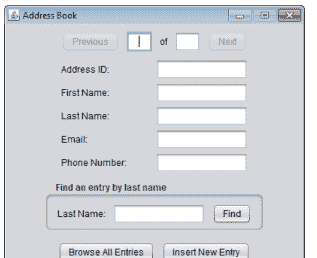 Address Book
Previous of Next
Address ID:
First Name:
Last Name:
Email:
Phone Number:
Find an entry by last name
Last Name: Find
Browse All Entries Insert New Entry